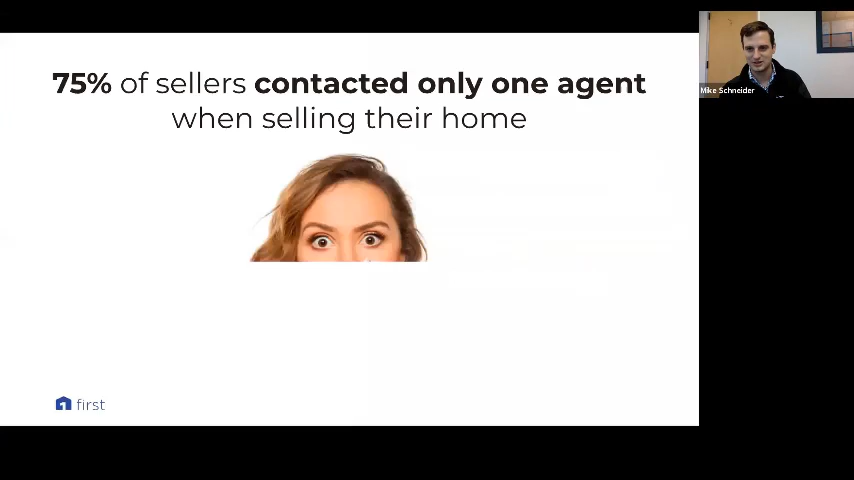 75% of sellers contacted only one agent
when selling their home
Mike Schneider
first